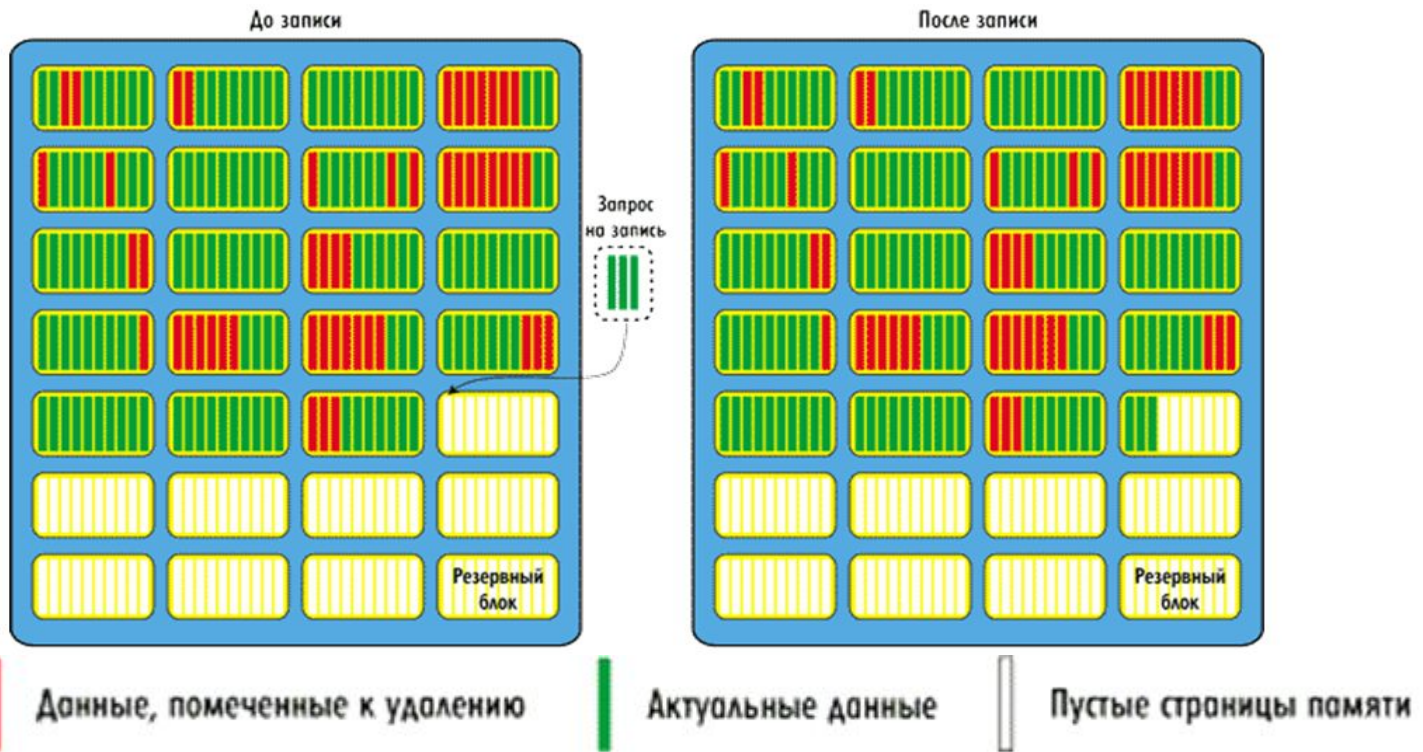 До записи
После записи
Запрос
на запись
Резервный
блок
Резервный
блок
Данные, помеченные к удалению
Актуальные данные
Пустые страницы памяти